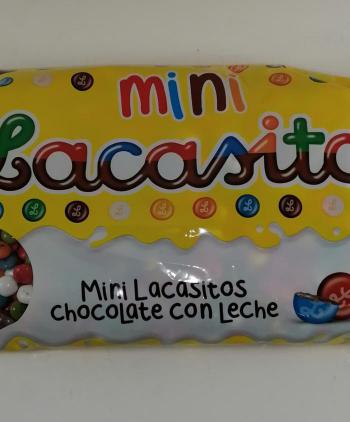 mini
Lacasito
Mini Lacasitos
chocolate con Leche